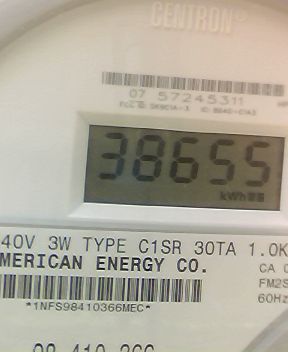 CENTRON®
07 57245311
38655
kWh
40V 3W TYPE C1SR 30TA 1.0K
MERICAN ENERGY CO.
CA 0
FM2S
60Hz
*1NFS98410366MEC*